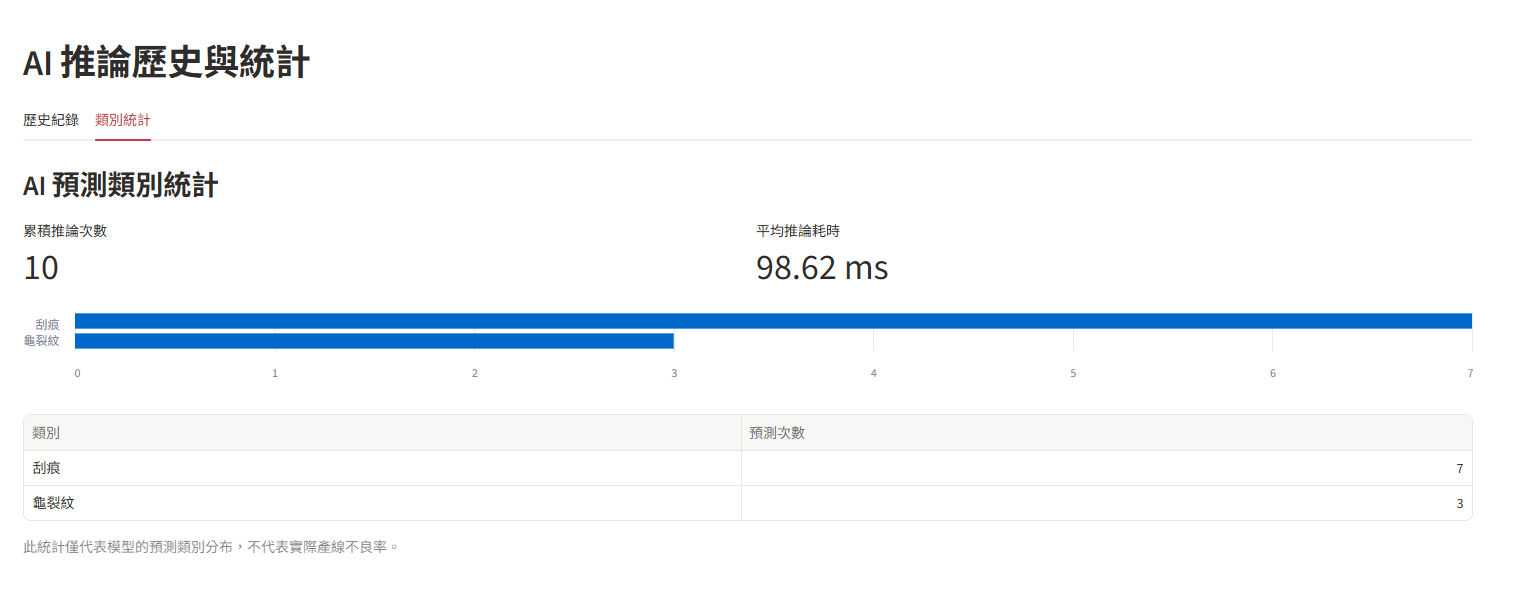 AI 推論歷史與統計
歷史紀錄 類別統計
AI 預測類別統計
累積推論次數 平均推論耗時
10 98.62 ms
刮痕
龜裂紋
0 1 2 3 4 5 6 7
類別 預測次數
刮痕 7
龜裂紋 3
此統計僅代表模型的預測類別分布，不代表實際產線不良率。